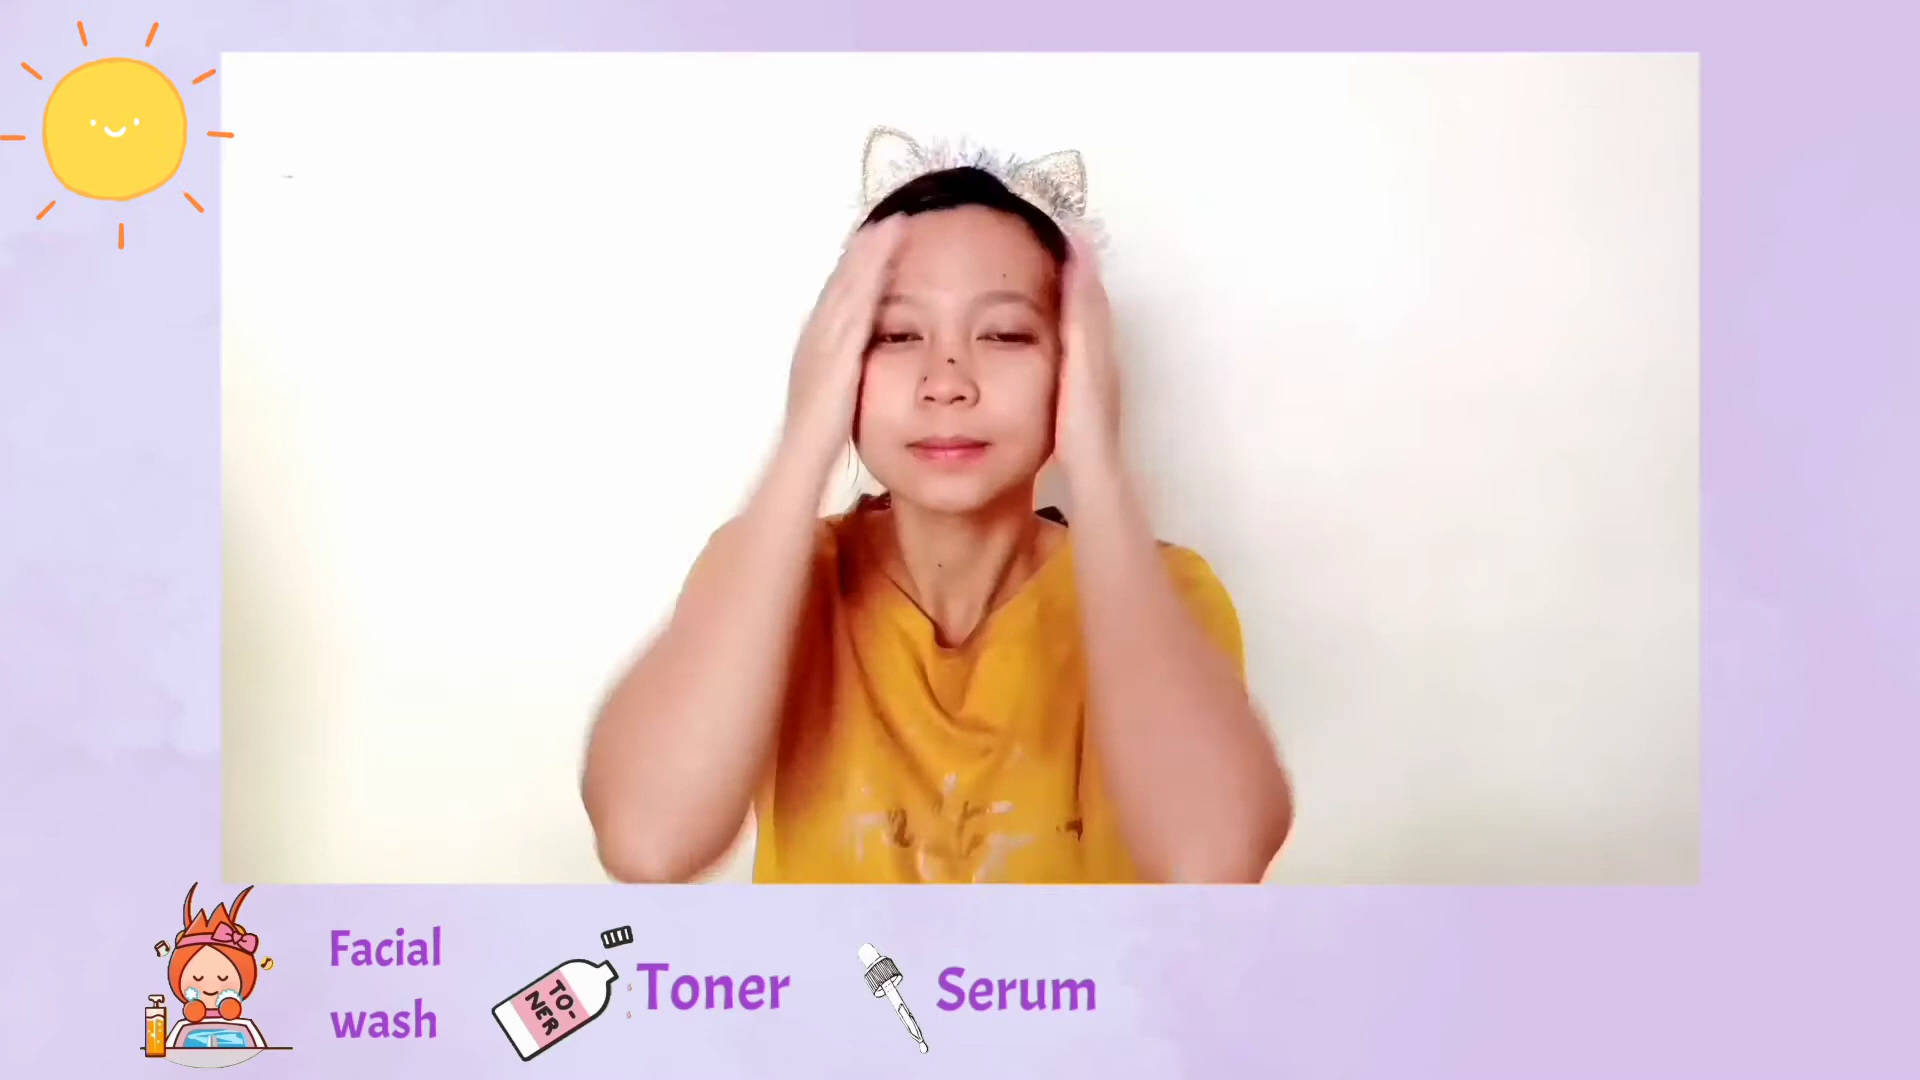 Facial
wash
TO-
NER
Toner
Serum